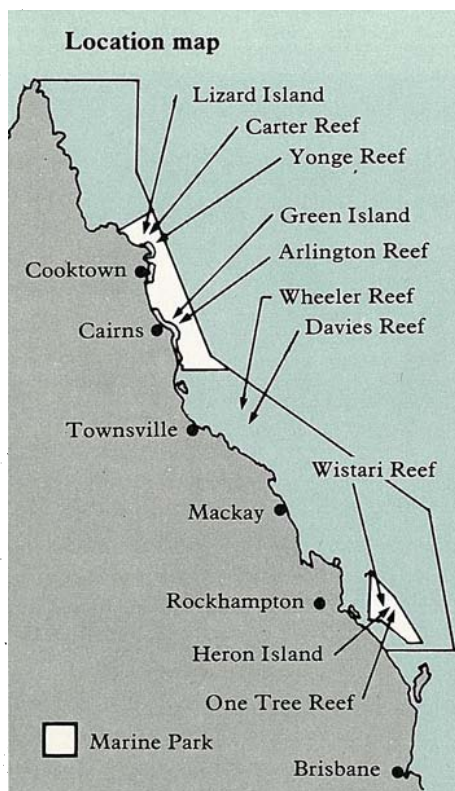 Location map
Lizard Island
Carter Reef
Yonge Reef
Green Island
Arlington Reef
Cooktown
Wheeler Reef
Cairns
Davies Reef
Townsville
Wistari Reef
Mackay
Rockhampton
Heron Island
One Tree Reef
Marine Park
Brisbane